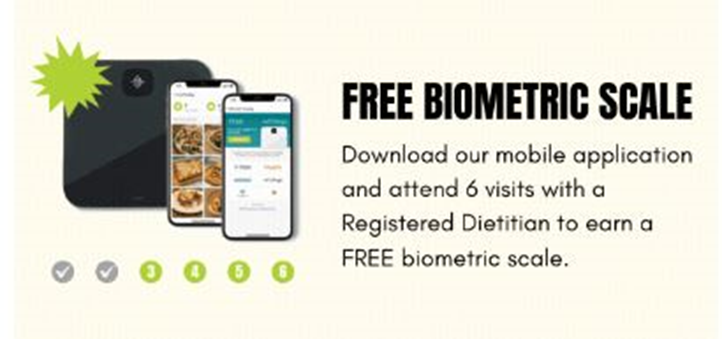 FREE BIOMETRIC SCALE
Download our mobile application
and attend 6 visits with a
Registered Dietitian to earn a
FREE biometric scale.
3 4 5 6